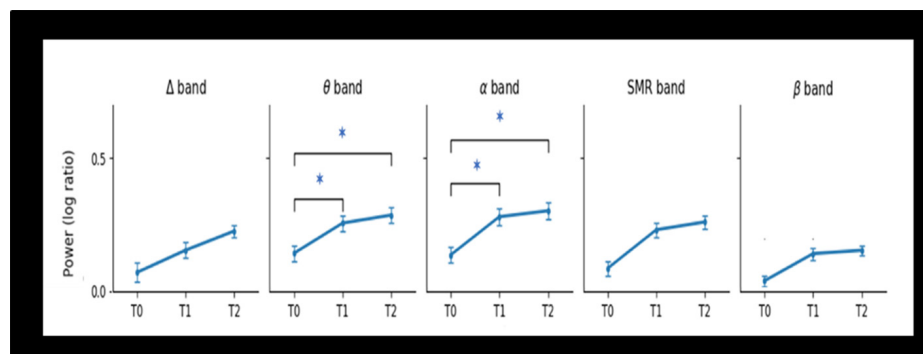 Δ band
θ band
α band
SMR band
β band
Power (log ratio)
0.5
0.0
*
*
*
*
T0 T1 T2
T0 T1 T2
T0 T1 T2
T0 T1 T2
T0 T1 T2